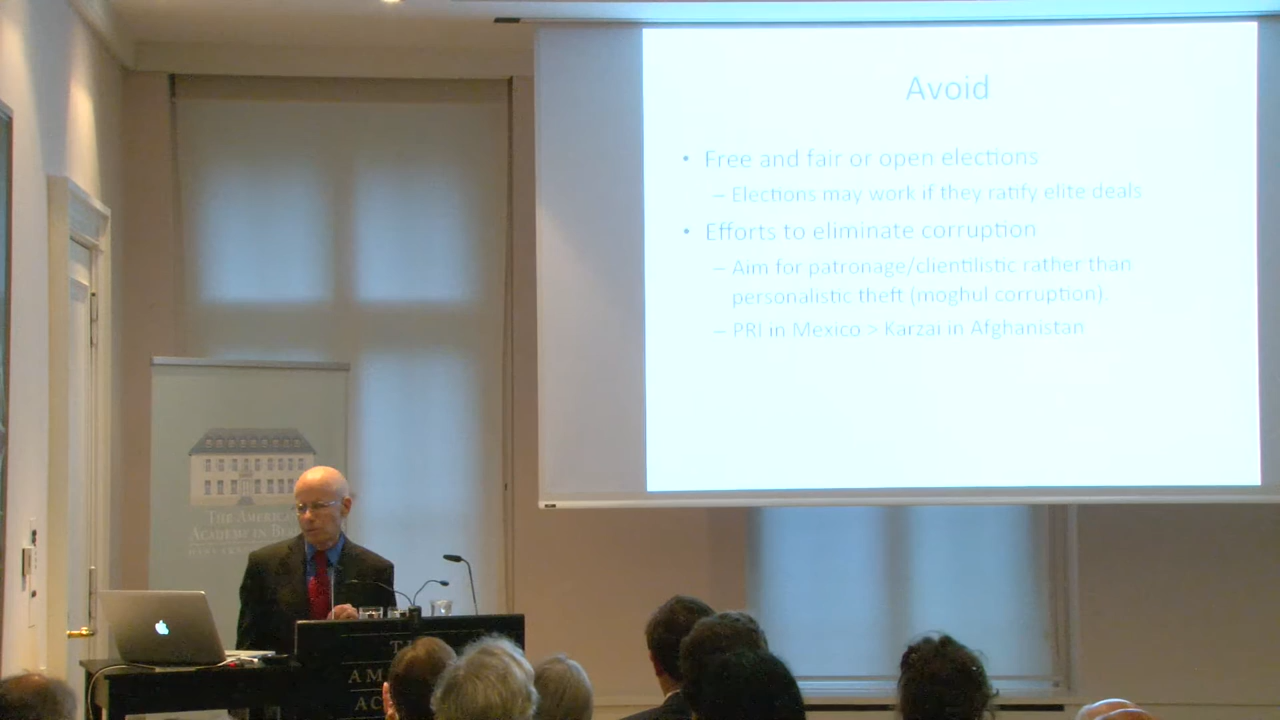 Avoid
• Free and fair or open elections
– Elections may work if they ratify elite deals
• Efforts to eliminate corruption
– Aim for patronage/clientilistic rather than
personalistic theft (moghul corruption).
– PRI in Mexico > Karzai in Afghanistan
THE AMERICAN
ACADEMY IN
AM
AC